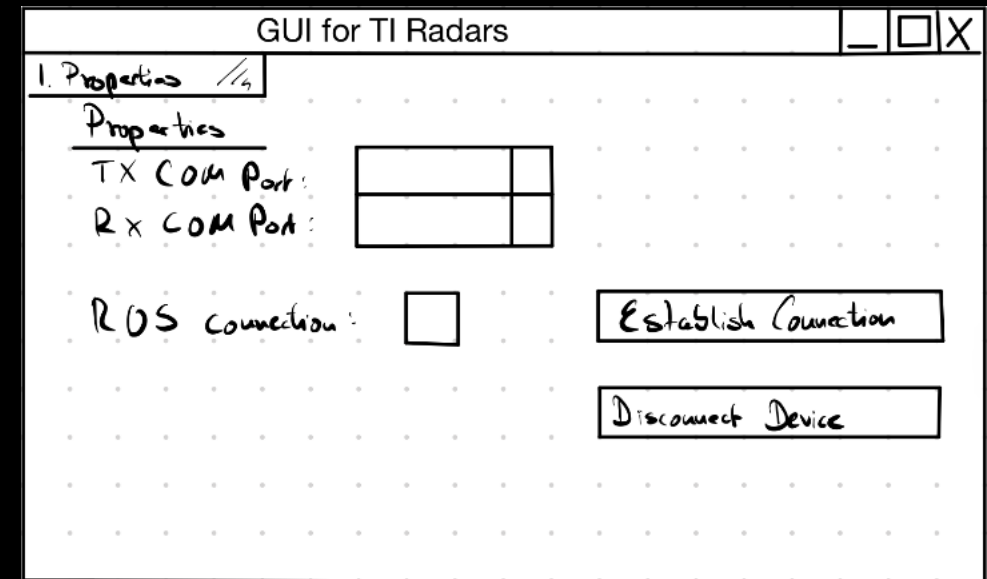 GUI for TI Radars
1. Properties
Properties
TX COM Port:
Rx COM Port:
ROS connection:
Establish Connection
Disconnect Device